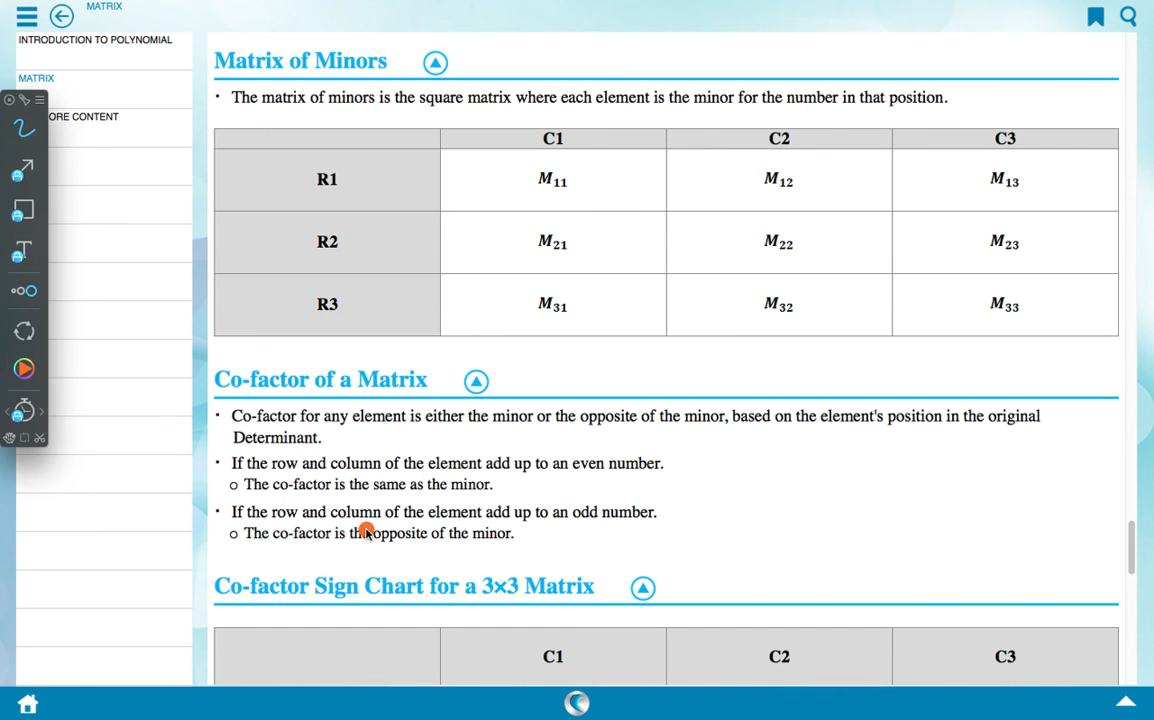 MATRIX
INTRODUCTION TO POLYNOMIAL
MATRIX
ORE CONTENT
Matrix of Minors
· The matrix of minors is the square matrix where each element is the minor for the number in that position.
C1 C2 C3
R1 M₁₁ M₁₂ M₁₃
R2 M₂₁ M₂₂ M₂₃
R3 M₃₁ M₃₂ M₃₃
Co-factor of a Matrix
· Co-factor for any element is either the minor or the opposite of the minor, based on the element's position in the original
Determinant.
· If the row and column of the element add up to an even number.
o The co-factor is the same as the minor.
· If the row and column of the element add up to an odd number.
o The co-factor is th opposite of the minor.
Co-factor Sign Chart for a 3×3 Matrix
C1 C2 C3